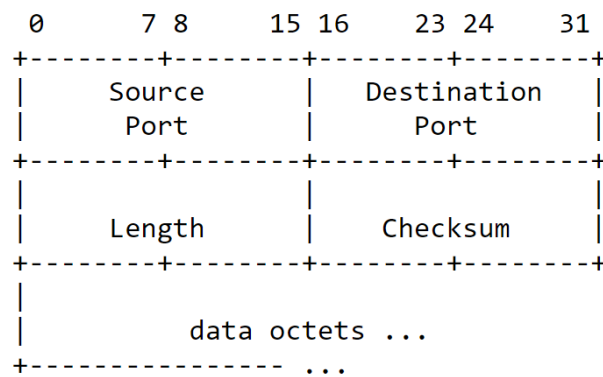 0 7 8 15 16 23 24 31
+--------+--------+--------+--------+
| Source | Destination |
| Port | Port |
+--------+--------+--------+--------+
| | |
| Length | Checksum |
+--------+--------+--------+--------+
|
| data octets ...
+---------------- ...